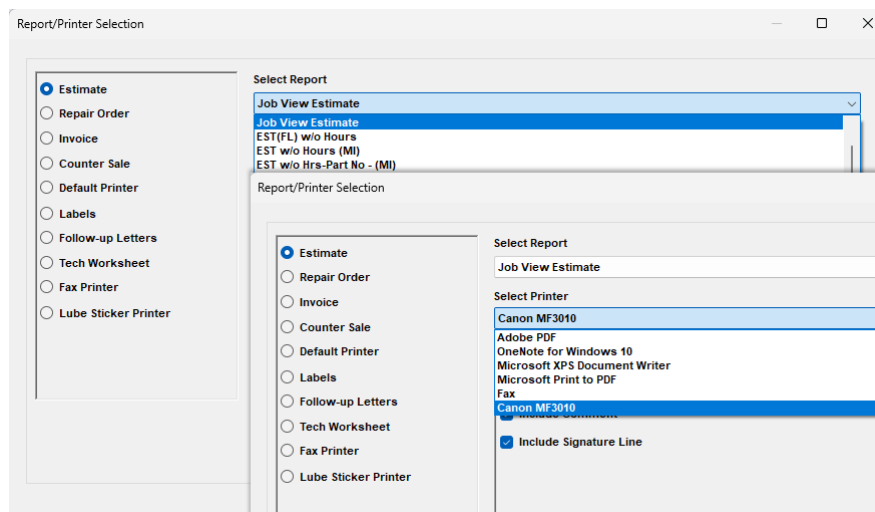 Report/Printer Selection
Estimate
Repair Order
Invoice
Counter Sale
Default Printer
Labels
Follow-up Letters
Tech Worksheet
Fax Printer
Lube Sticker Printer
Select Report
Job View Estimate
Job View Estimate
EST(FL) w/o Hours
EST w/o Hours (MI)
EST w/o Hrs-Part No - (MI)
Report/Printer Selection
Estimate
Repair Order
Invoice
Counter Sale
Default Printer
Labels
Follow-up Letters
Tech Worksheet
Fax Printer
Lube Sticker Printer
Select Report
Job View Estimate
Select Printer
Canon MF3010
Adobe PDF
OneNote for Windows 10
Microsoft XPS Document Writer
Microsoft Print to PDF
Fax
Canon MF3010
Include Comment
Include Signature Line